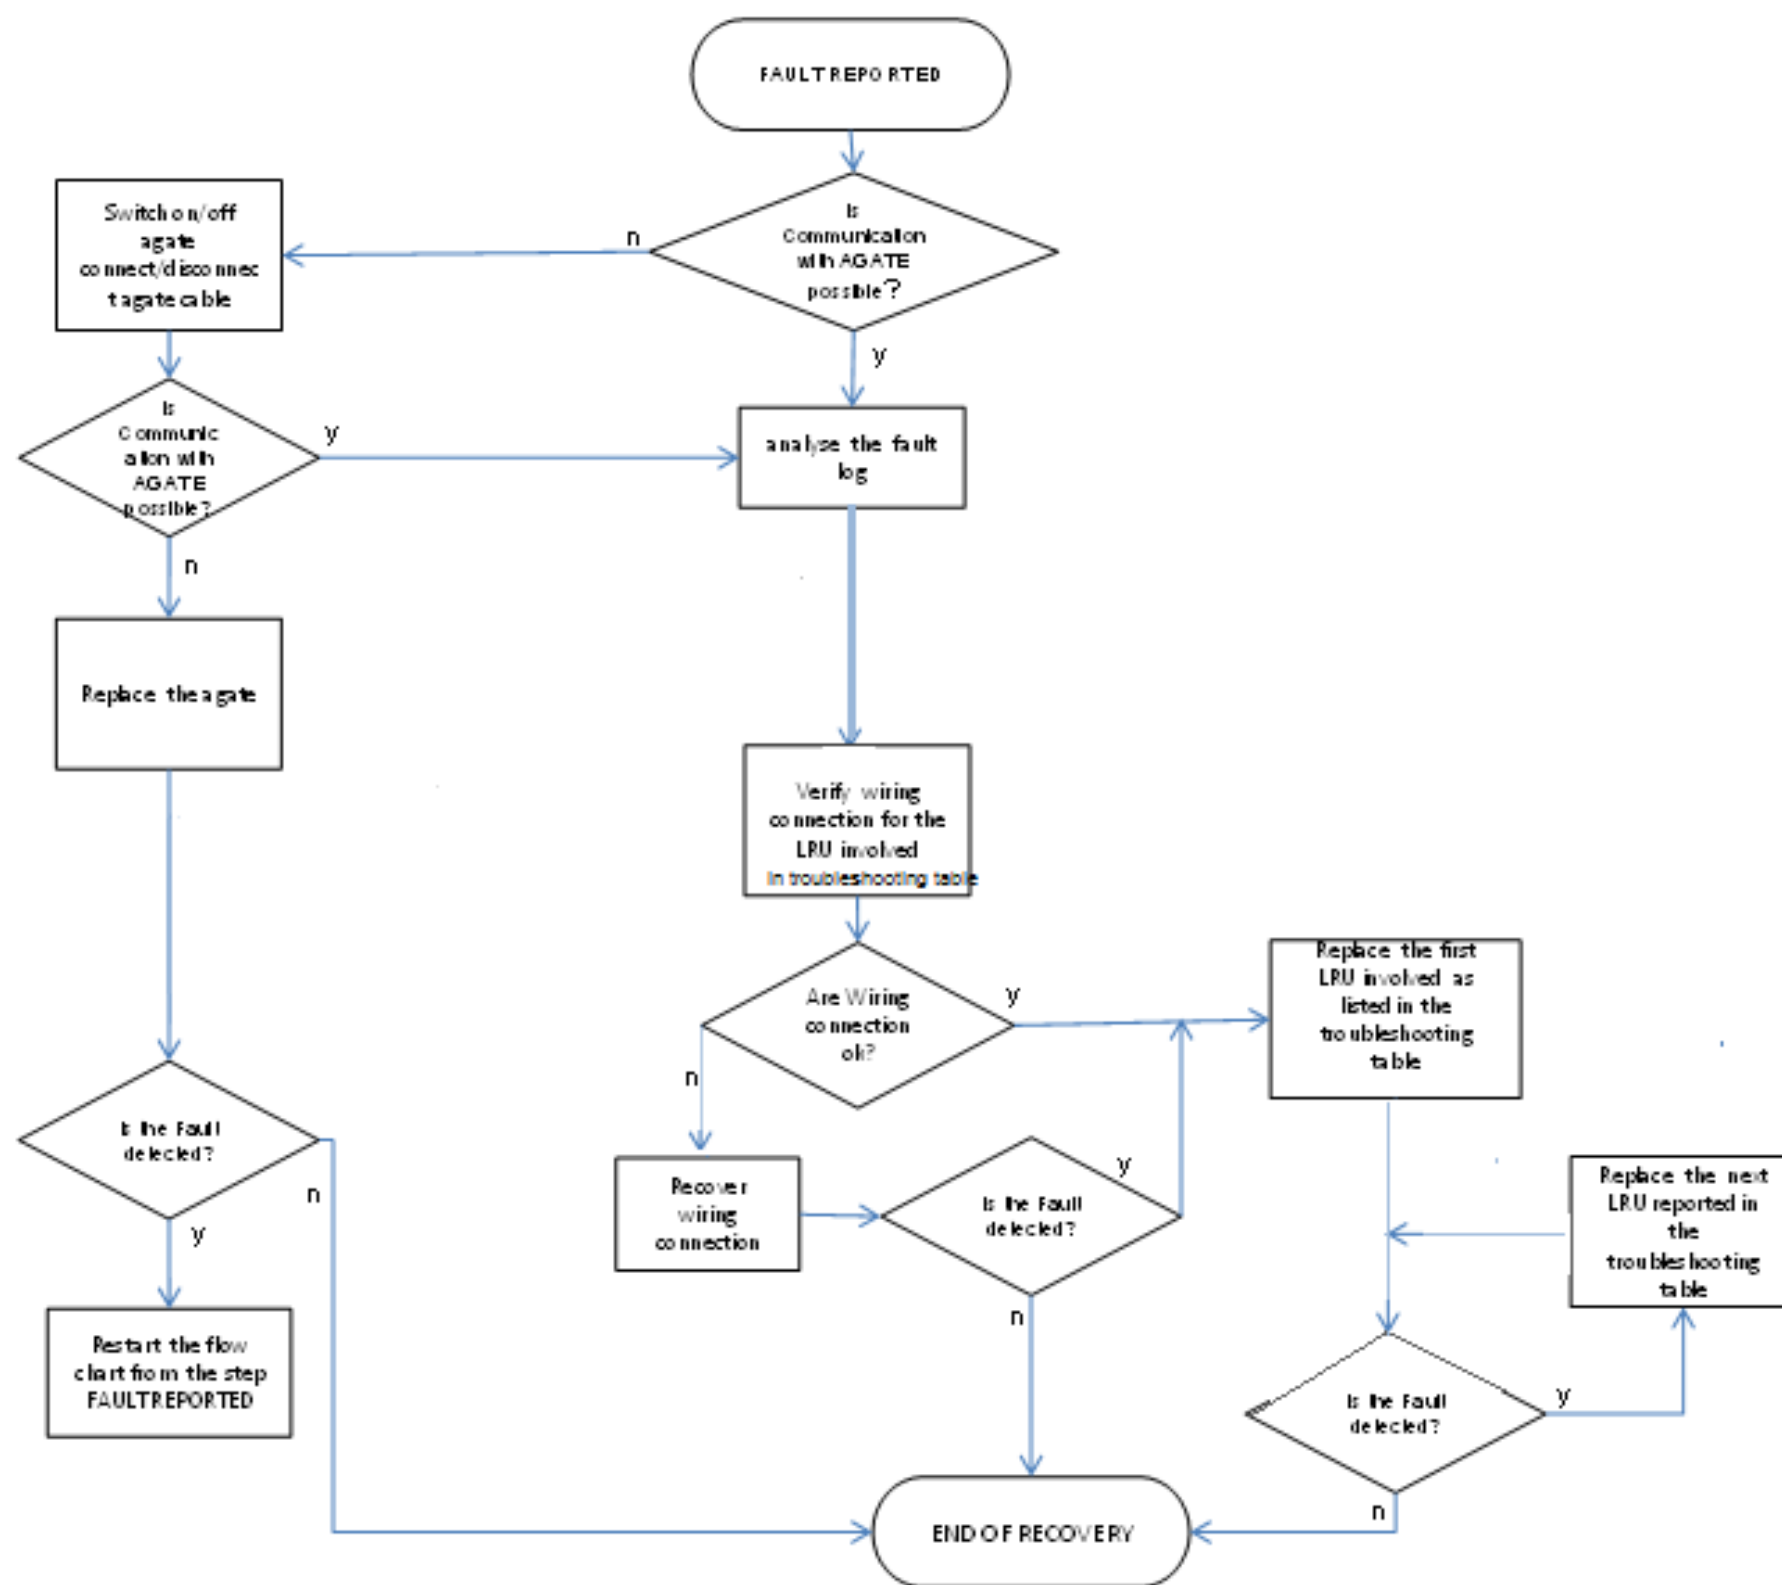 FAULT REPORTED
Is
Communication
with AGATE
possible?
n
y
Switch on/off
agate
connect/disconnec
t agate cable
Is
Communic
ation with
AGATE
possible?
y
n
analyse the fault
log
Replace the agate
Verify wiring
connection for the
LRU involved
in troubleshooting table
Are Wiring
connection
ok?
y
n
Replace the first
LRU involved as
listed in the
troubleshooting
table
Is the Fault
detected?
n
y
Recover
wiring
connection
Is the Fault
detected?
y
n
Replace the next
LRU reported in
the
troubleshooting
table
Restart the flow
chart from the step
FAULT REPORTED
Is the Fault
detected?
y
n
END OF RECOVERY